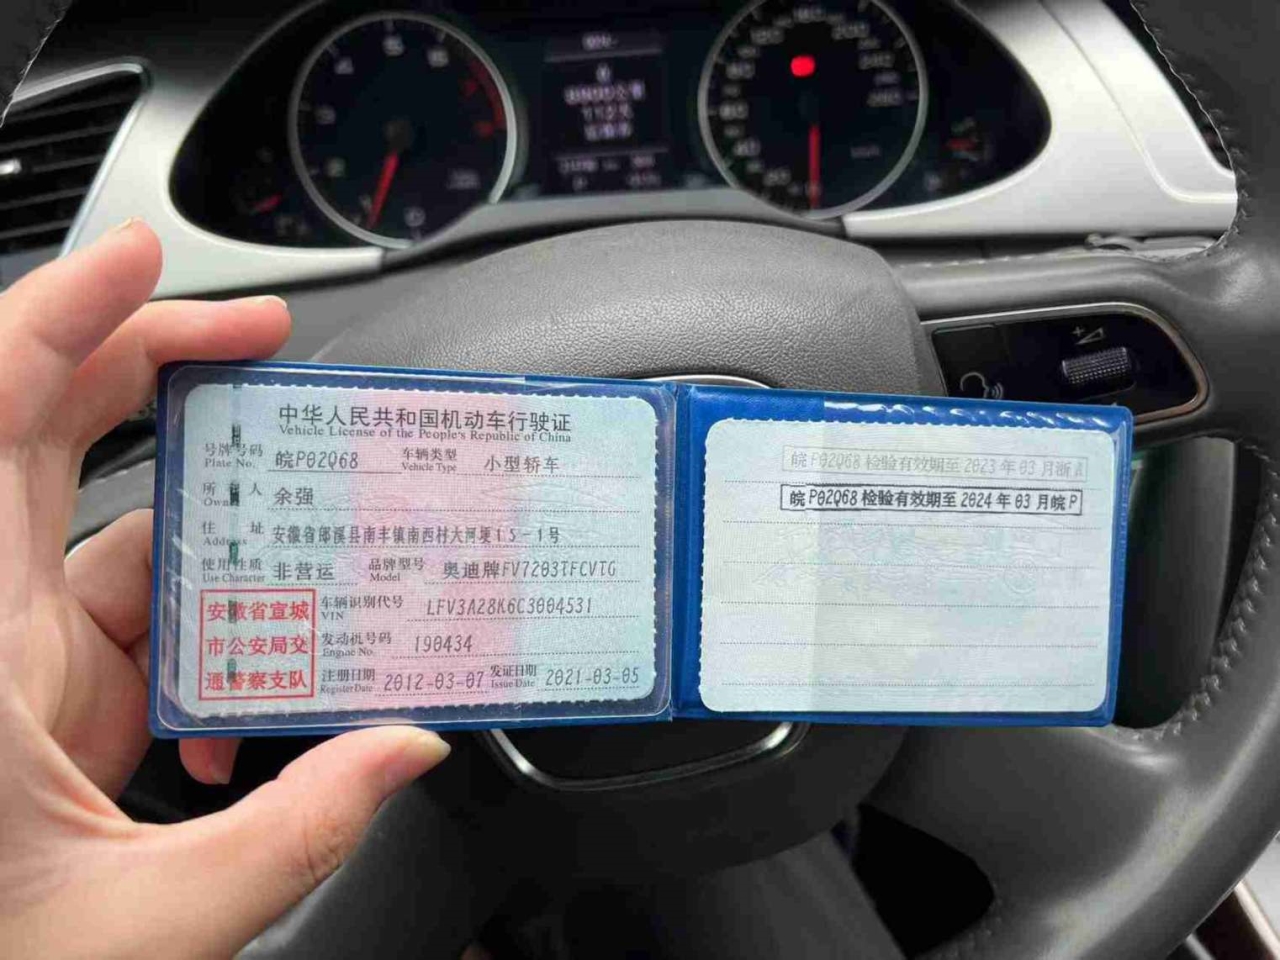 中华人民共和国机动车行驶证
Vehicle License of the People's Republic of China
号牌号码 皖P02Q68 车辆类型 小型轿车
Plate No. Vehicle Type
所 人 余强
Owner
住 址 安徽省郎溪县南丰镇南西村大河埂15-1号
Address
使用性质 非营运 品牌型号 奥迪牌FV7203TFCVTG
Use Character Model
安徽省宣城
市公安局交
通警察支队
车辆识别代号 LFV3A28K6C3004531
VIN
发动机号码 190434
Engine No.
注册日期 2012-03-07 发证日期 2021-03-05
Register Date Issue Date
皖P02Q68检验有效期至2023年03月浙
皖P02Q68检验有效期至2024年03月皖P